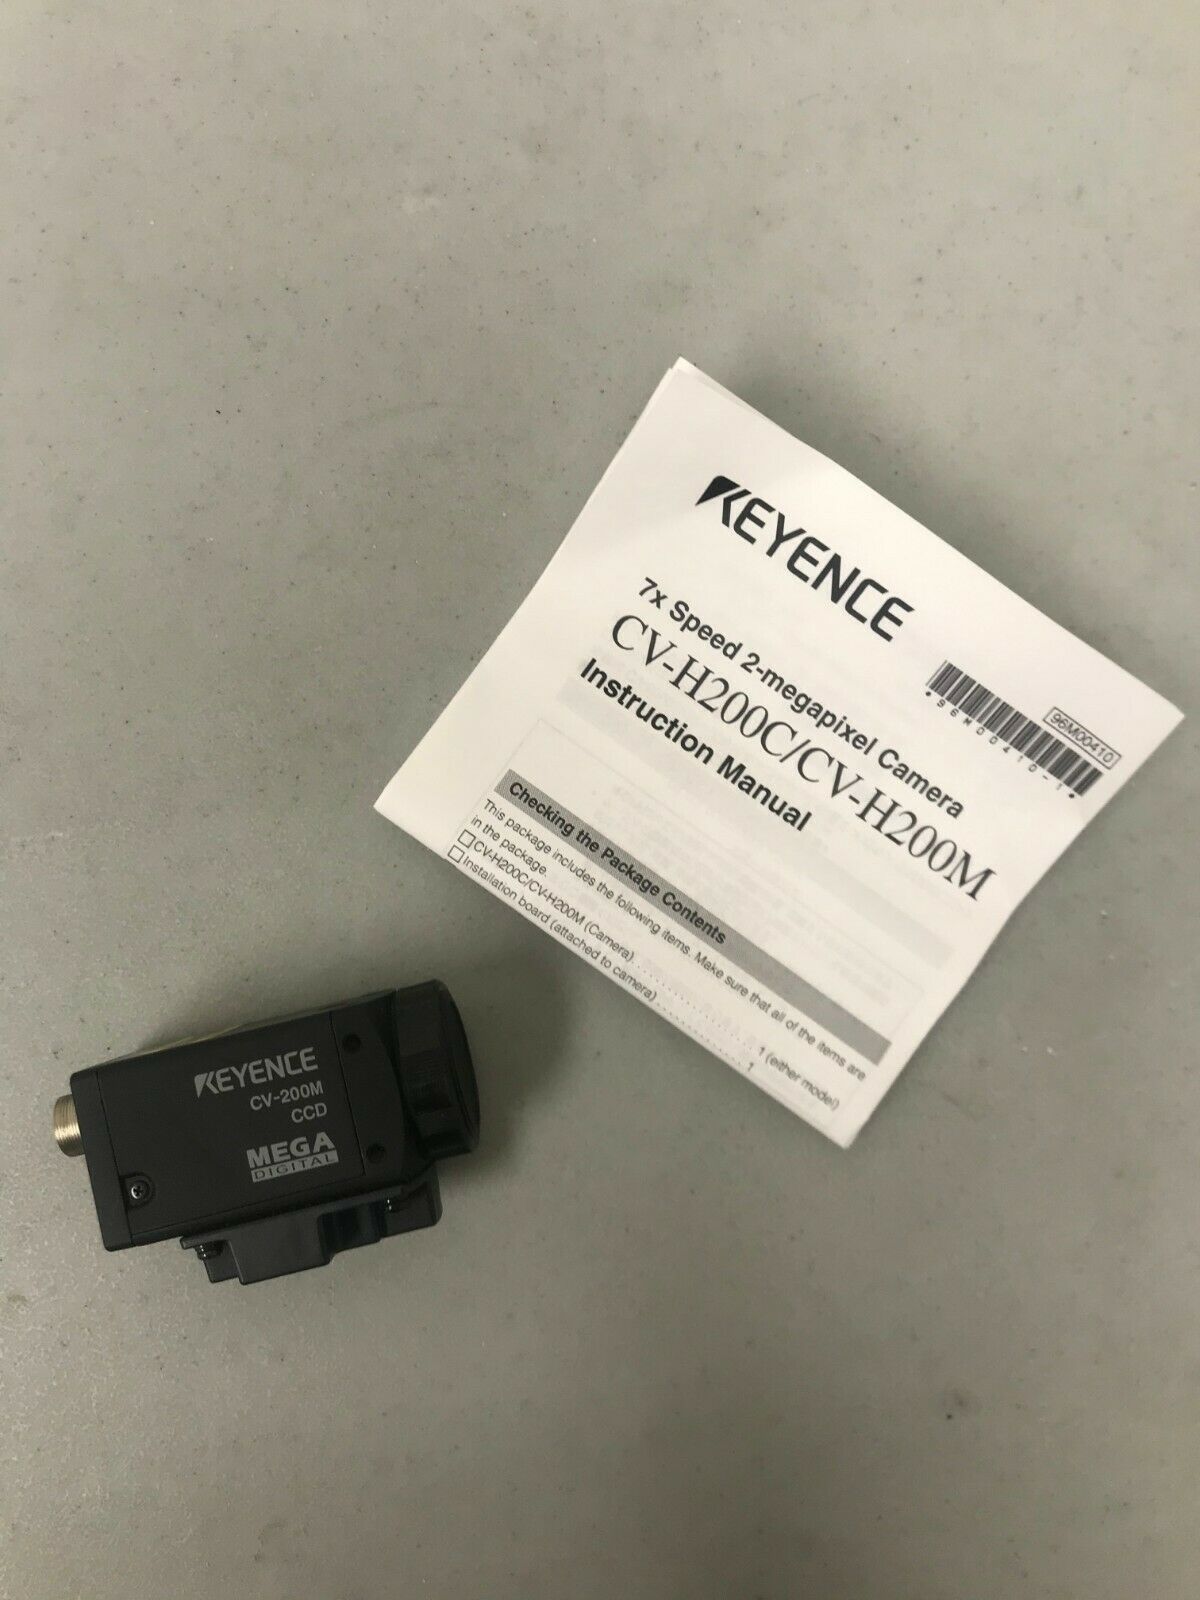 KEYENCE
96M00410
*96M00410-1*
7x Speed 2-megapixel Camera
CV-H200C/CV-H200M
Instruction Manual
Checking the Package Contents
This package includes the following items. Make sure that all of the items are
in the package.
□ CV-H200C/CV-H200M (Camera) . . . . . . . . . . . . . . . . . . . 1 (either model)
□ Installation board (attached to camera) . . . . . . . . . . . . . . 1
KEYENCE
CV-200M
CCD
MEGA
DIGITAL